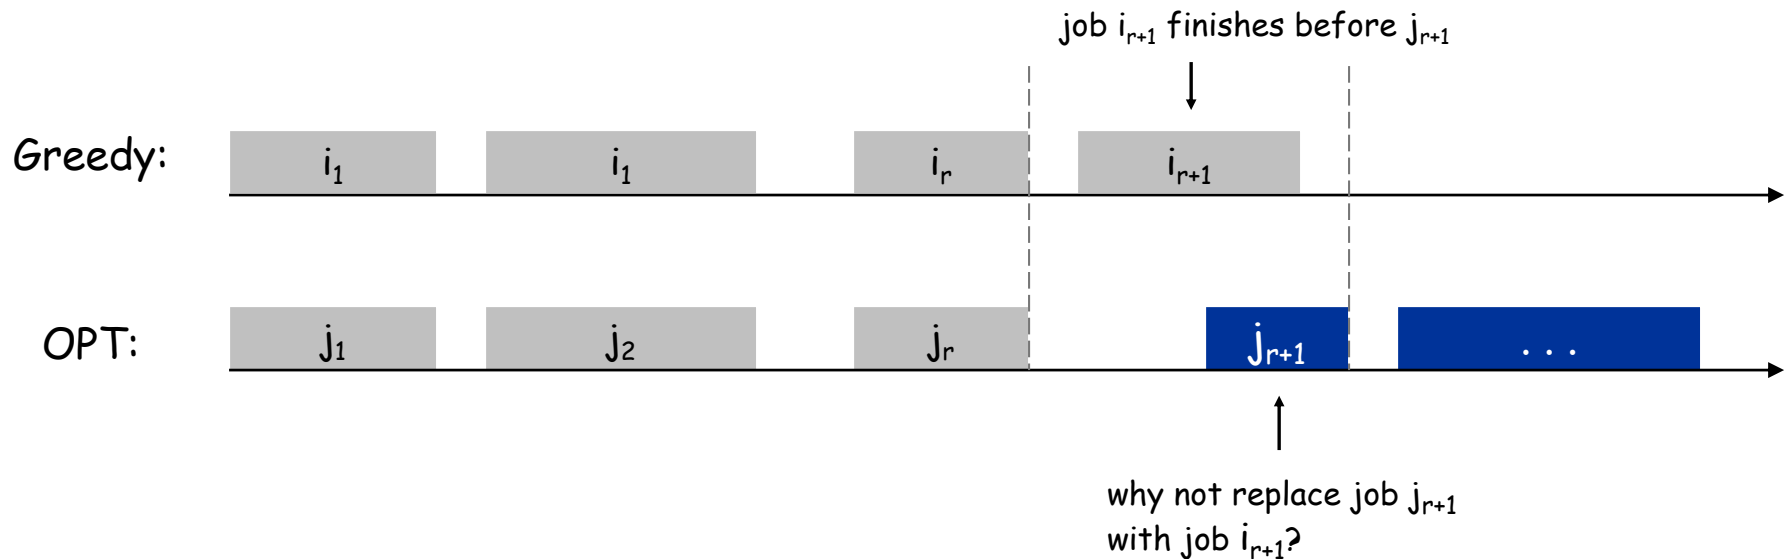 job i_{r+1} finishes before j_{r+1}
Greedy:
i_1
i_1
i_r
i_{r+1}
OPT:
j_1
j_2
j_r
j_{r+1}
. . .
why not replace job j_{r+1}
with job i_{r+1}?